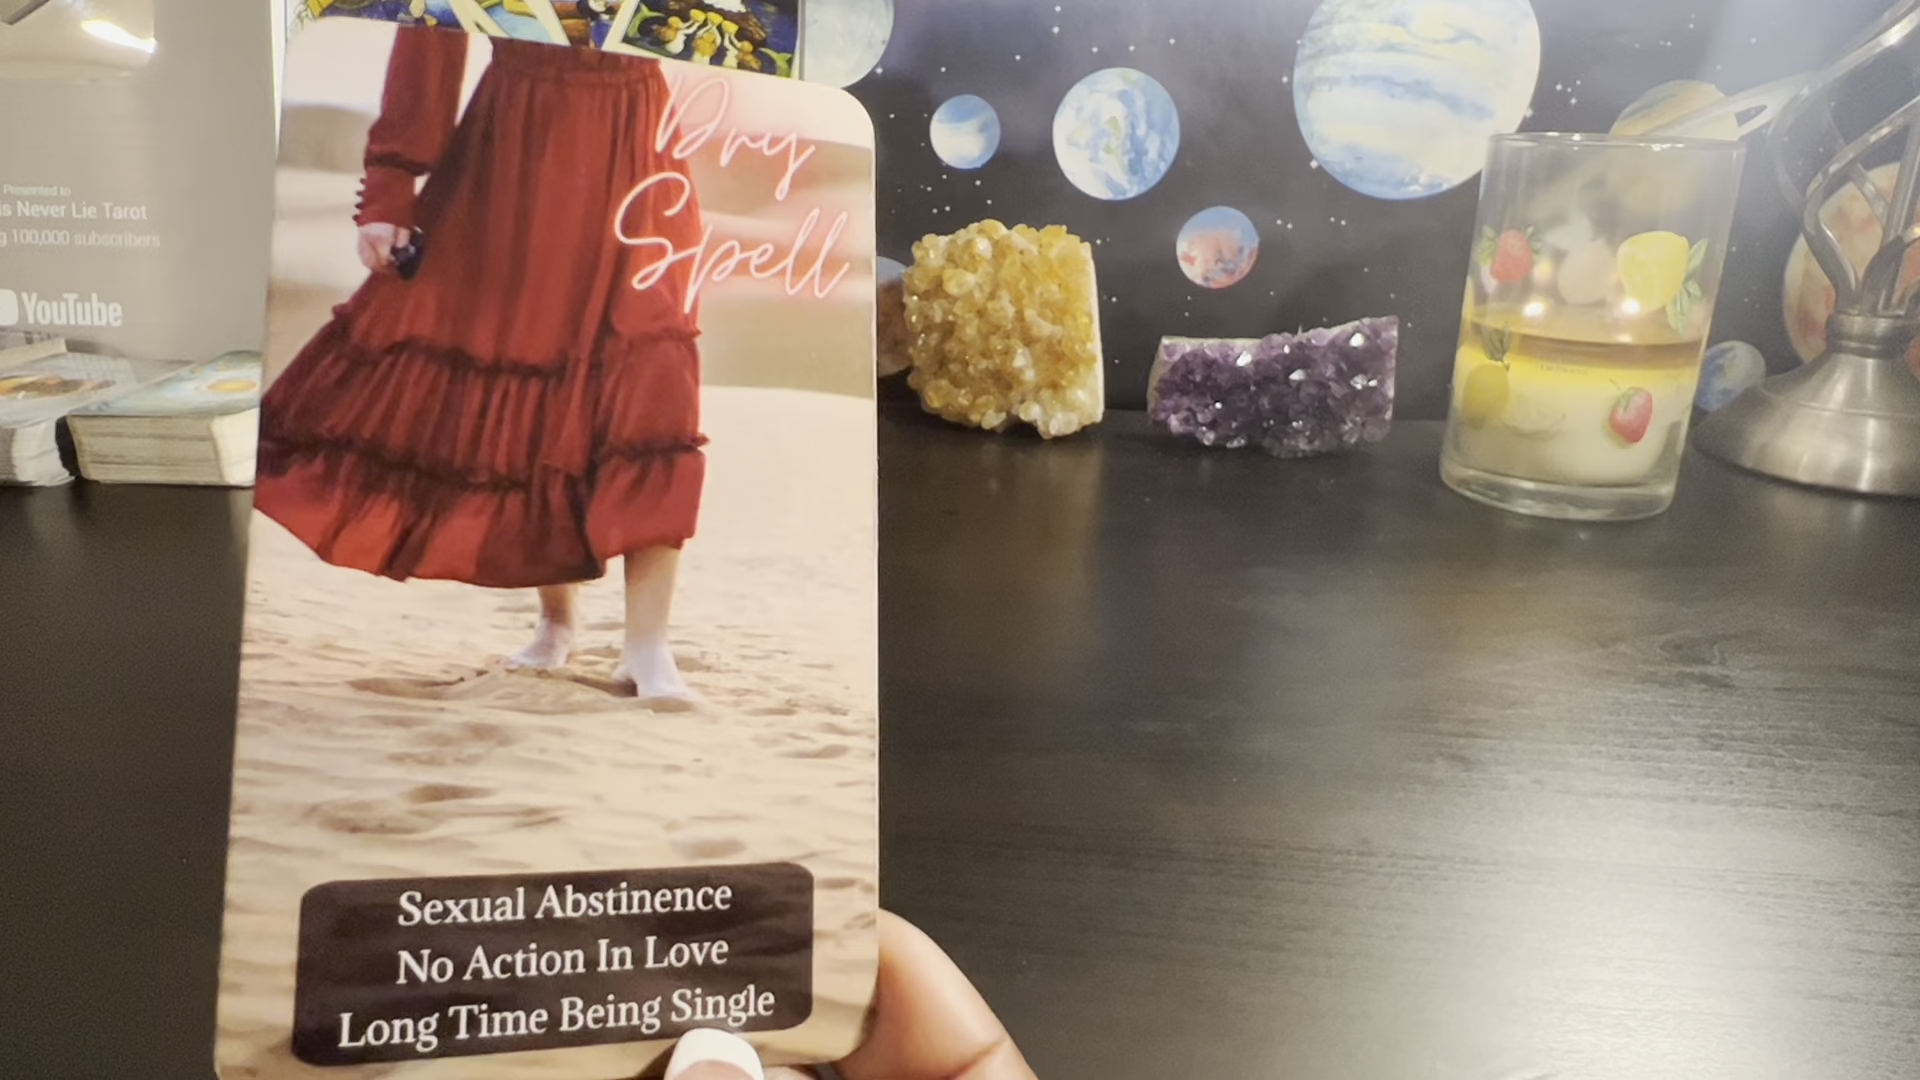 Dry
Spell
Presented to
is Never Lie Tarot
g 100,000 subscribers
YouTube
Sexual Abstinence
No Action In Love
Long Time Being Single